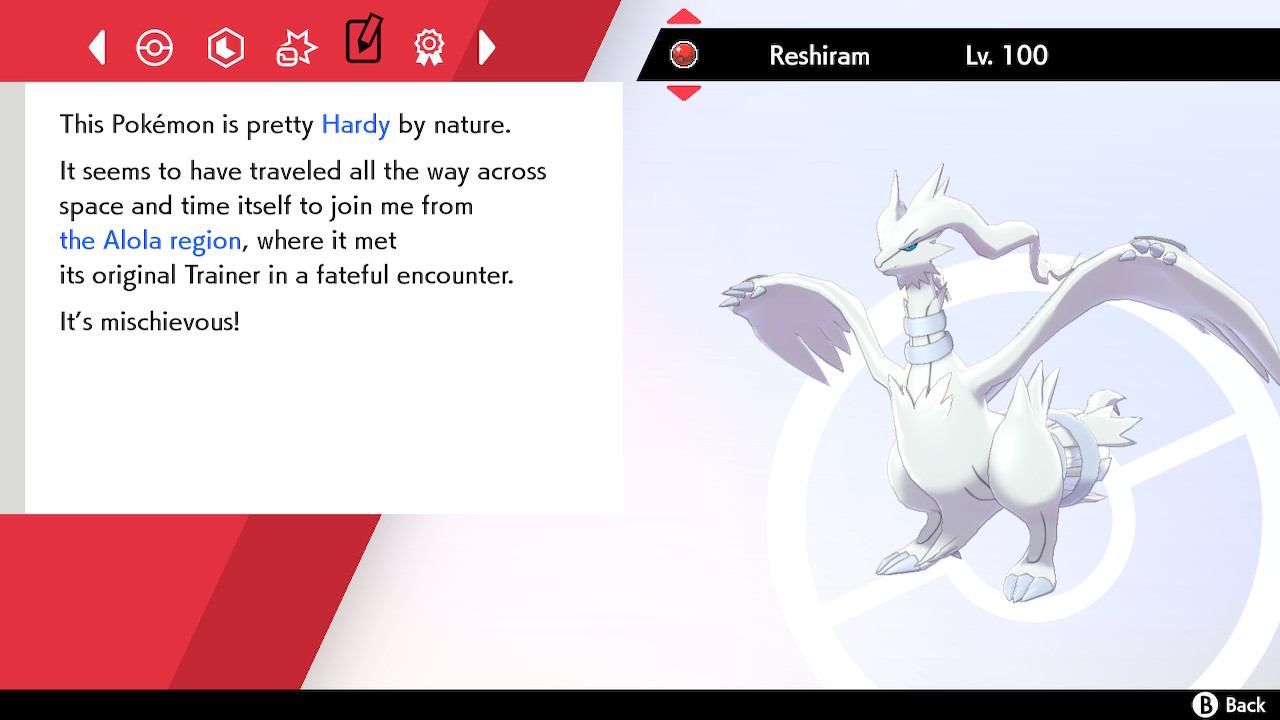 Reshiram Lv. 100
This Pokémon is pretty Hardy by nature.
It seems to have traveled all the way across
space and time itself to join me from
the Alola region, where it met
its original Trainer in a fateful encounter.
It's mischievous!
B Back